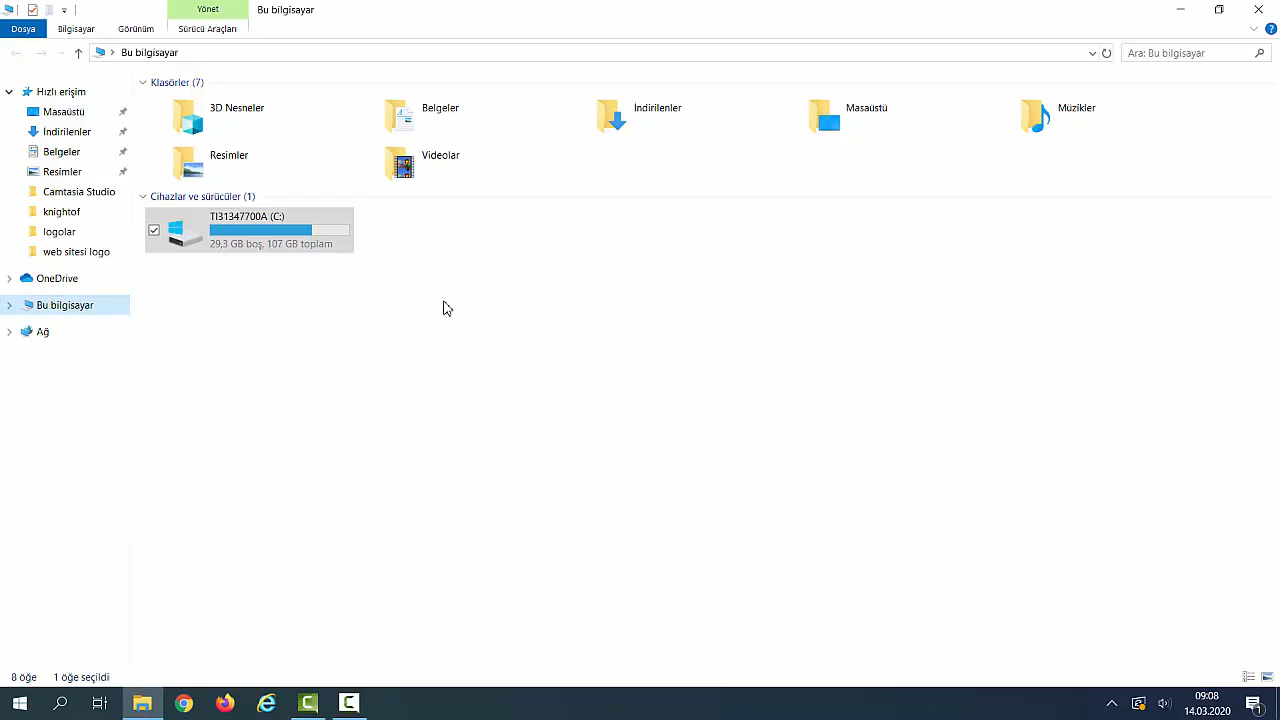 Yönet
Bu bilgisayar
Dosya
Bilgisayar
Görünüm
Sürücü Araçları
Bu bilgisayar
Ara: Bu bilgisayar
Hızlı erişim
Masaüstü
İndirilenler
Belgeler
Resimler
Camtasia Studio
knightof
logolar
web sitesi logo
OneDrive
Bu bilgisayar
Ağ
Klasörler (7)
3D Nesneler
Belgeler
İndirilenler
Masaüstü
Müzikler
Resimler
Videolar
Cihazlar ve sürücüler (1)
TI31347700A (C:)
29,3 GB boş, 107 GB toplam
8 öğe
1 öğe seçildi
09:08
14.03.2020
1